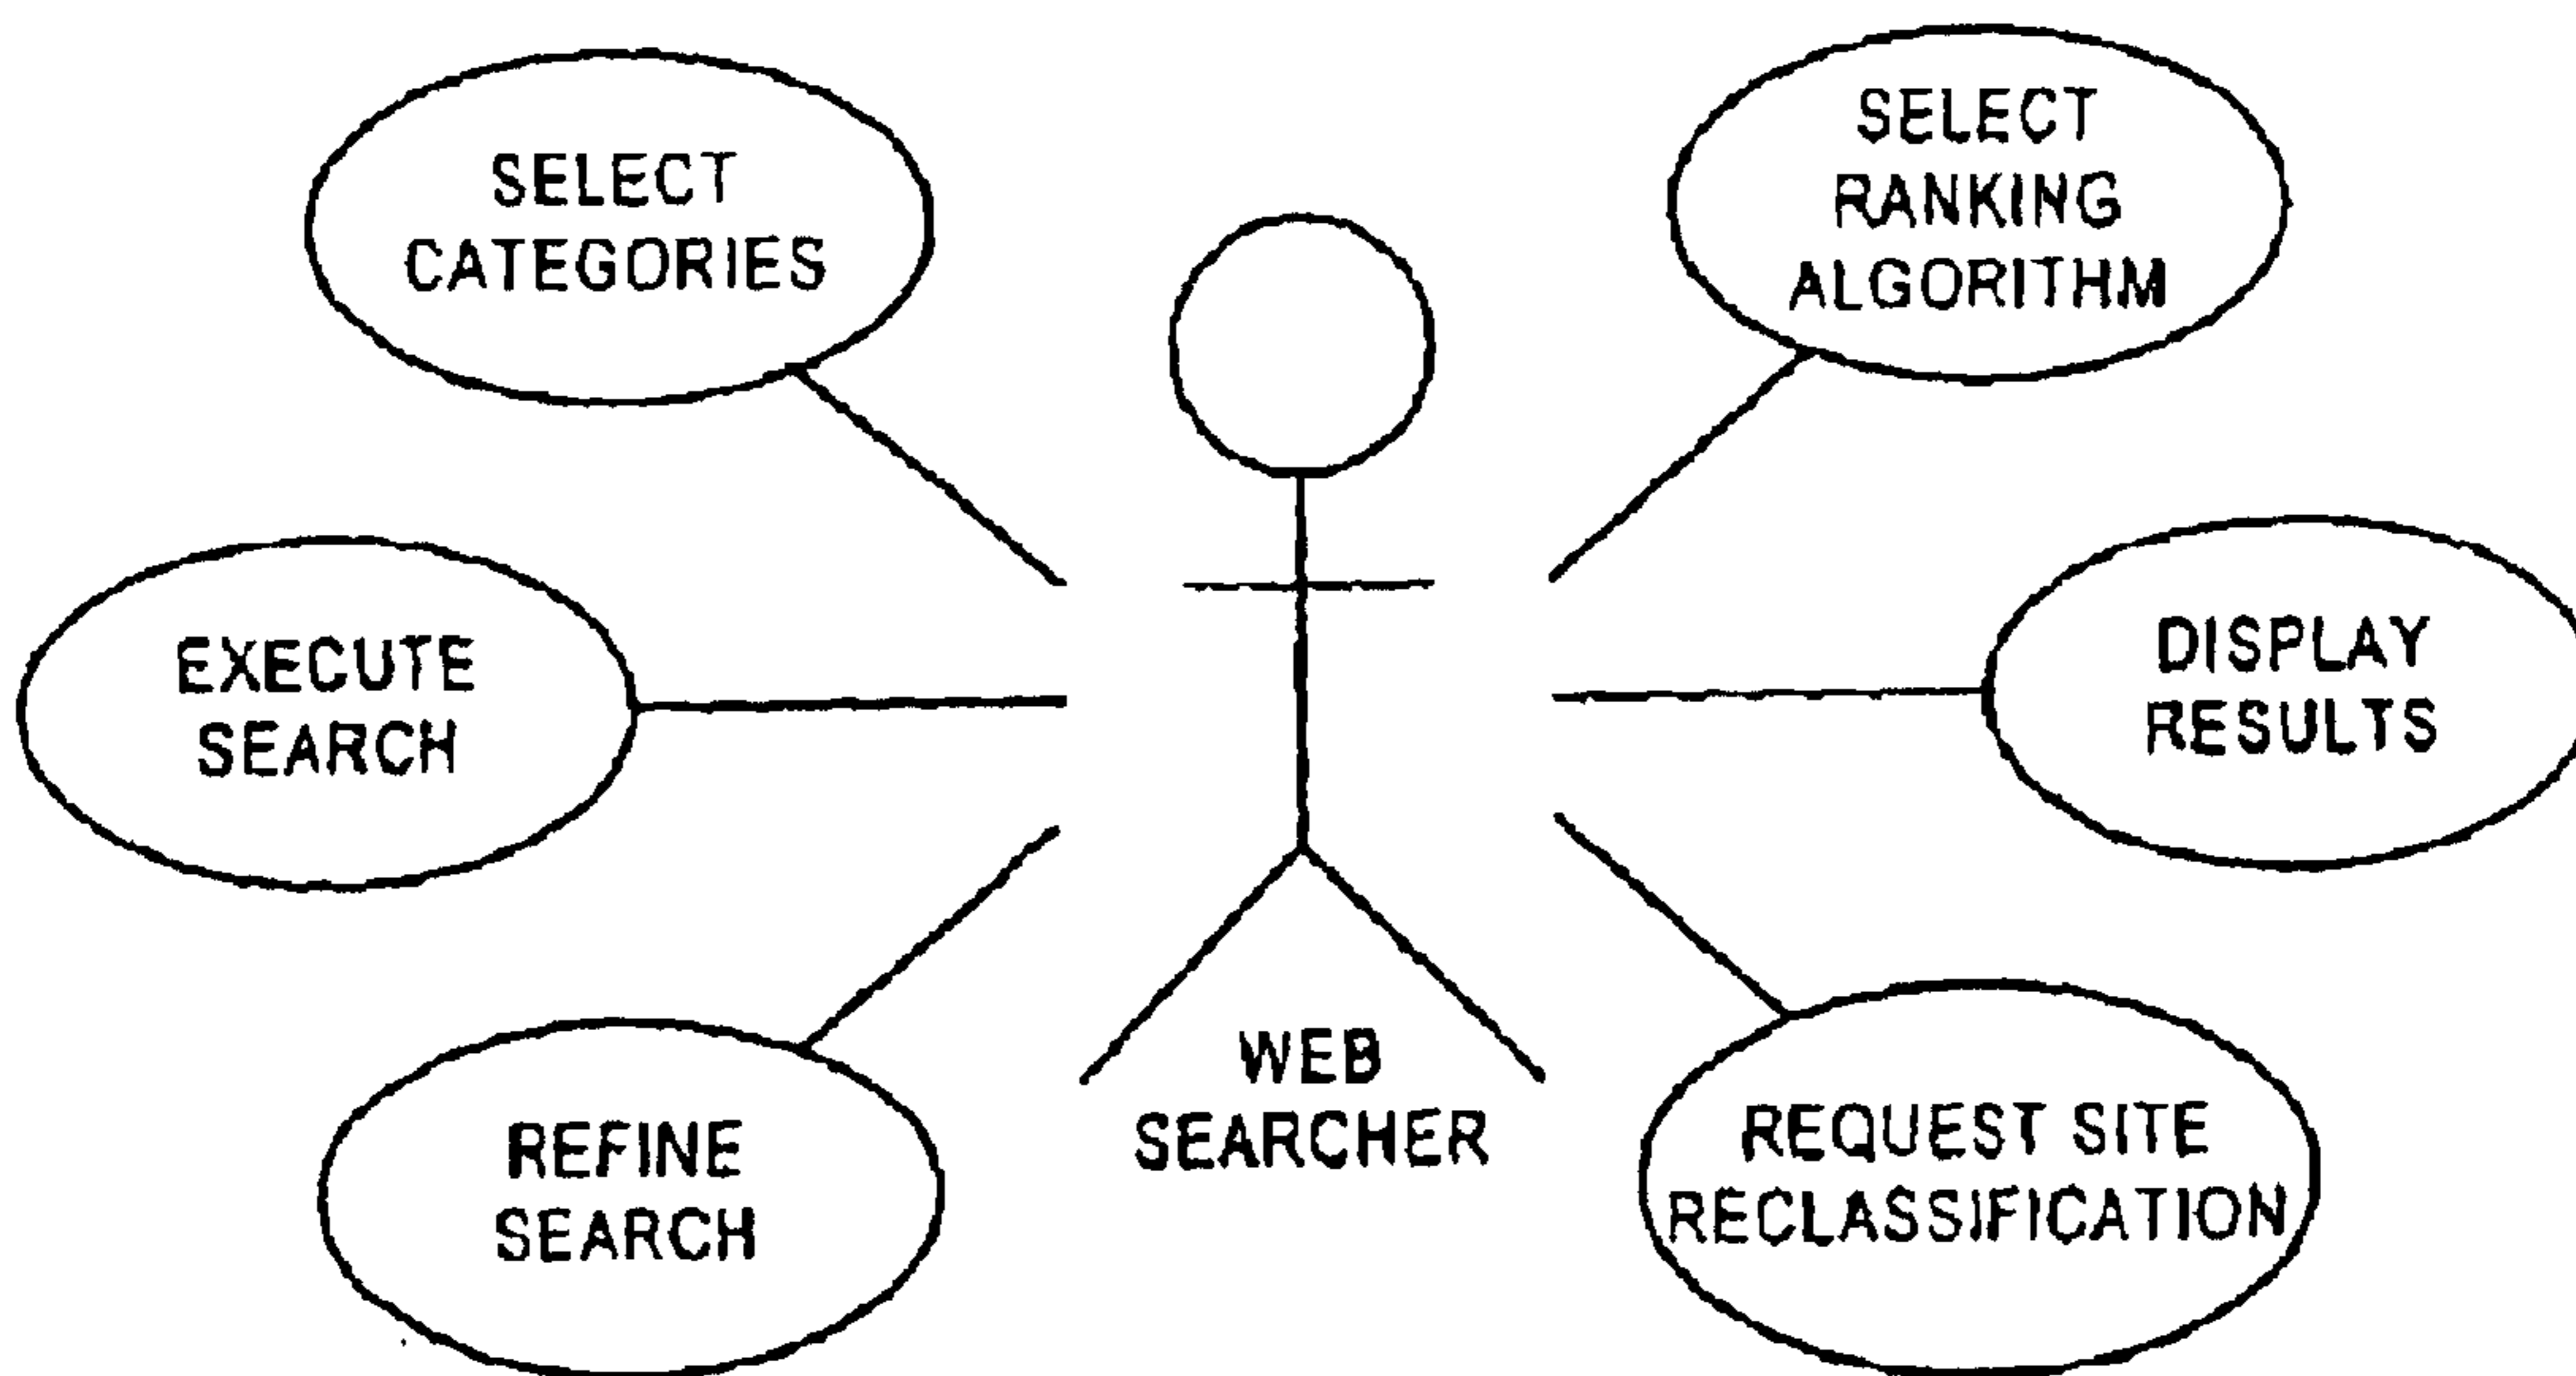 SELECT
CATEGORIES
SELECT
RANKING
ALGORITHM
EXECUTE
SEARCH
DISPLAY
RESULTS
REFINE
SEARCH
WEB
SEARCHER
REQUEST SITE
RECLASSIFICATION